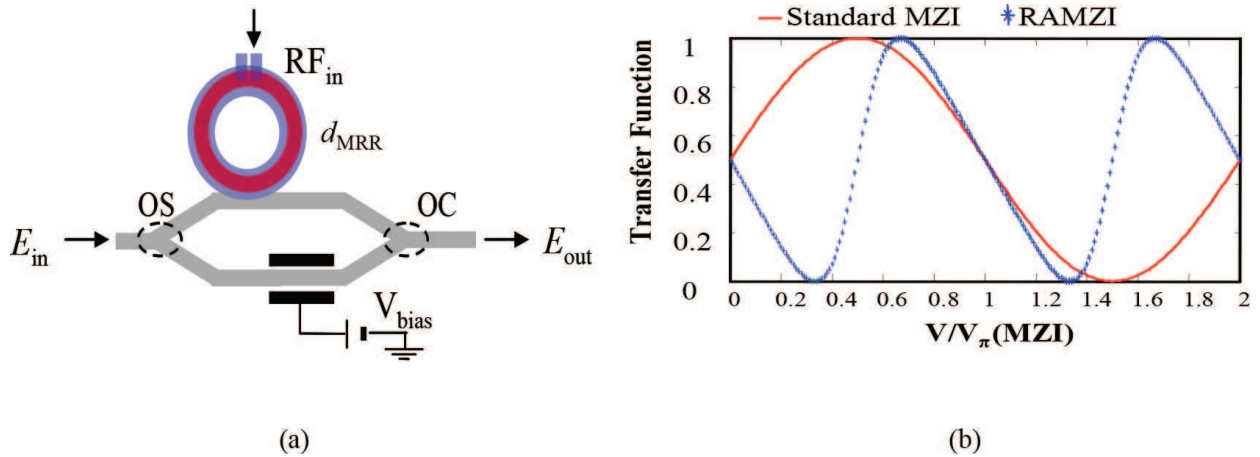 RF_in
d_MRR
OS
OC
E_in
E_out
V_bias
(a)
Standard MZI
RAMZI
Transfer Function
1
0.8
0.6
0.4
0.2
0
0 0.2 0.4 0.6 0.8 1 1.2 1.4 1.6 1.8 2
V/V_π(MZI)
(b)